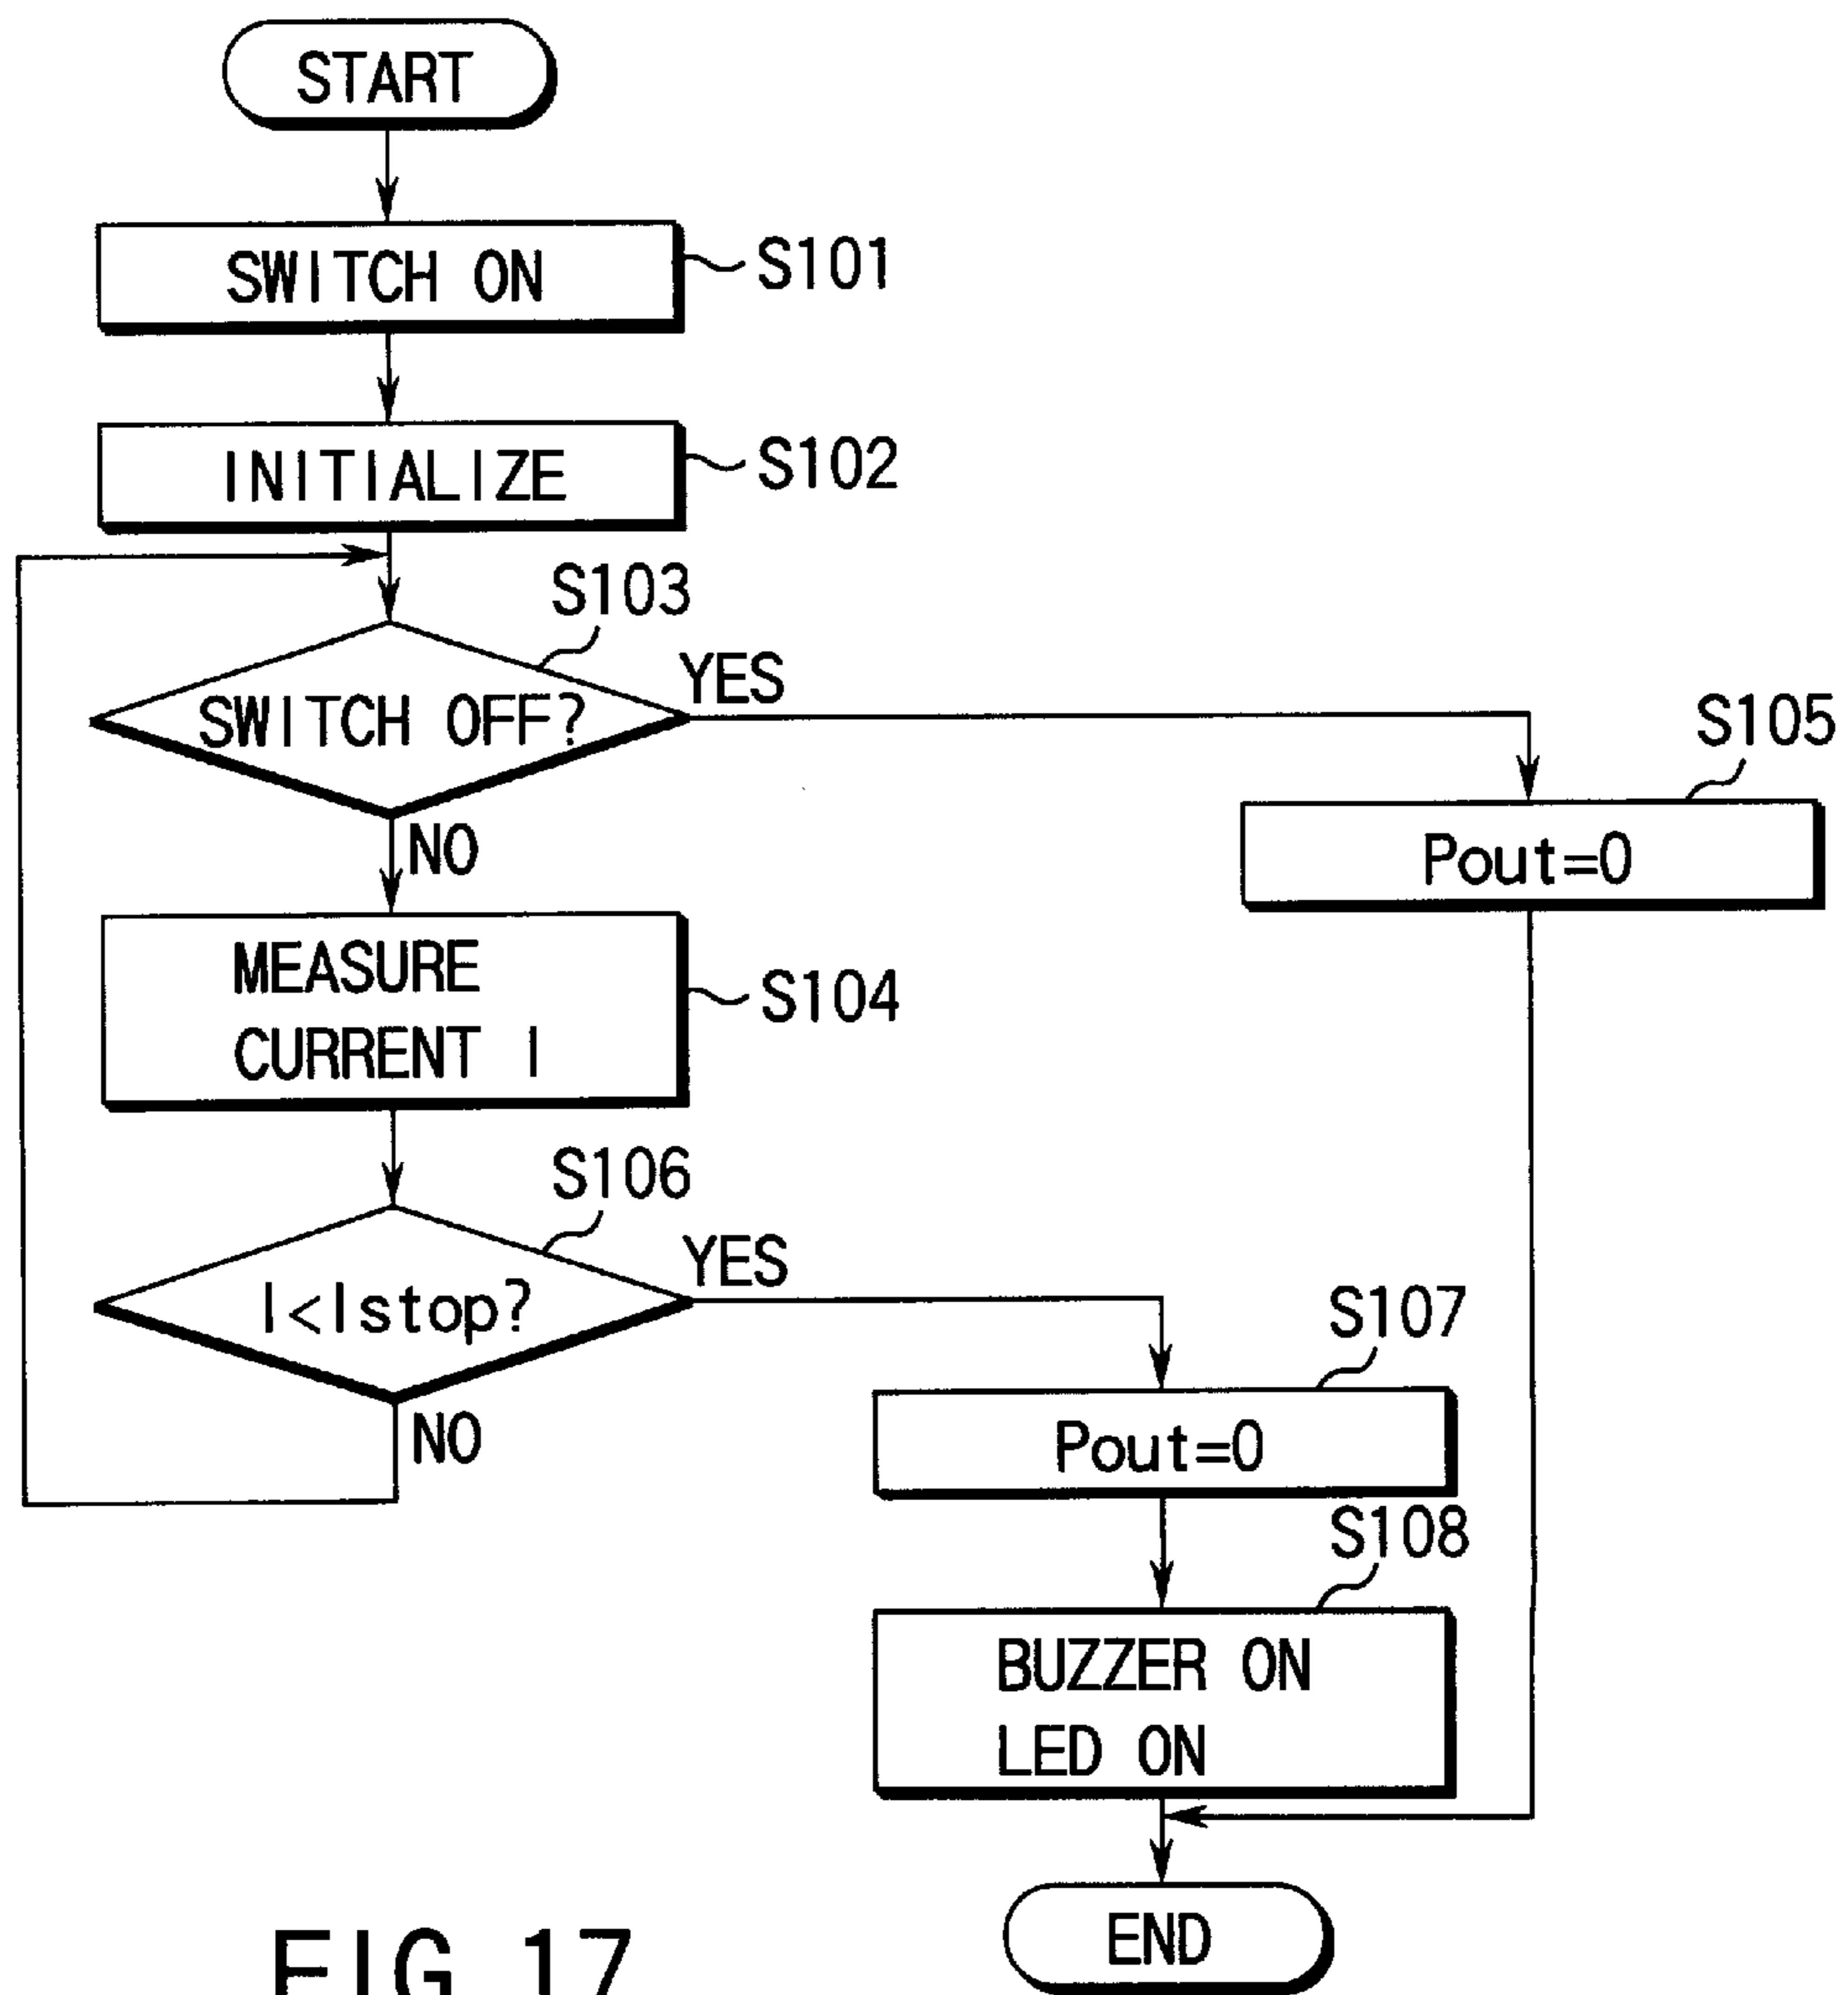 START
SWITCH ON
S101
INITIALIZE
S102
S103
SWITCH OFF?
YES
NO
S105
Pout=0
MEASURE
CURRENT I
S104
S106
I<Istop?
YES
NO
S107
Pout=0
S108
BUZZER ON
LED ON
END
FIG.17